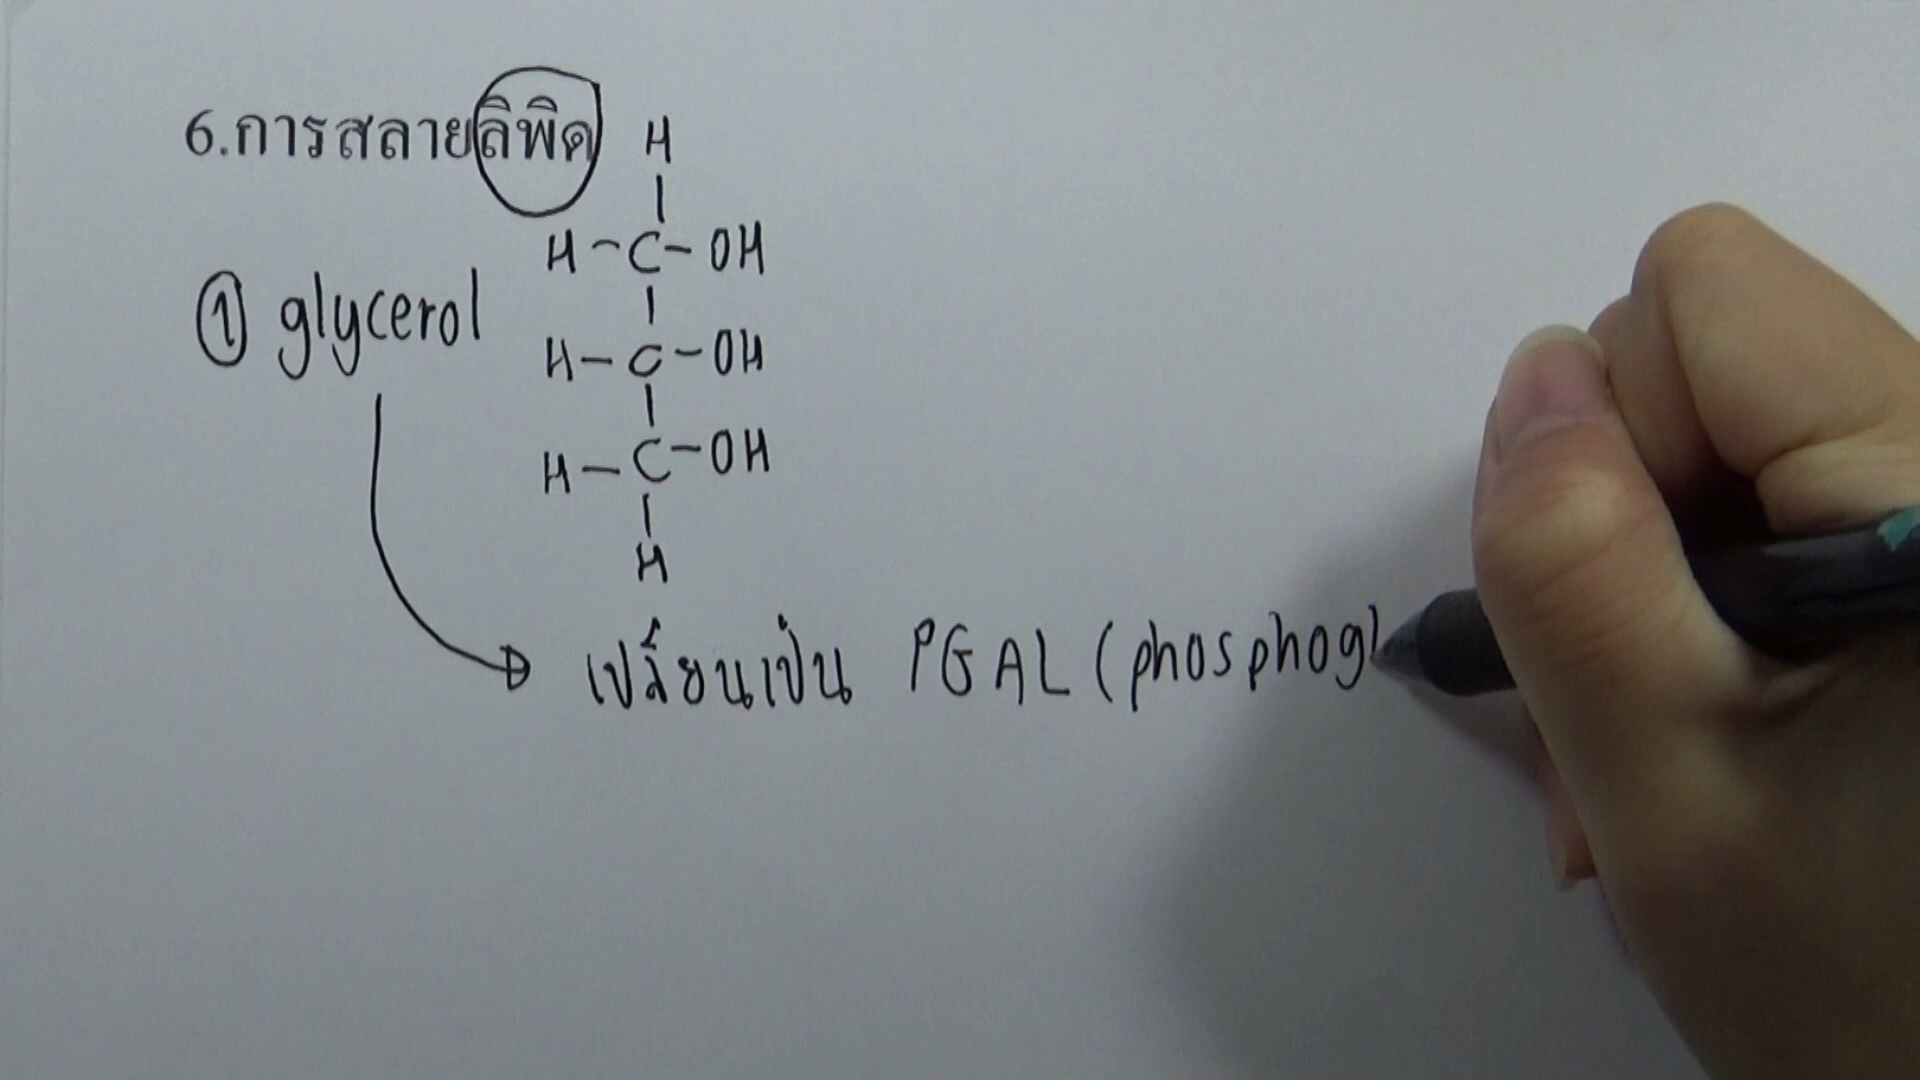 6.การสลายลิพิด
H
|
H-C-OH
|
① glycerol
H-C-OH
|
H-C-OH
|
H
เปลี่ยนเป็น PGAL (phosphogl